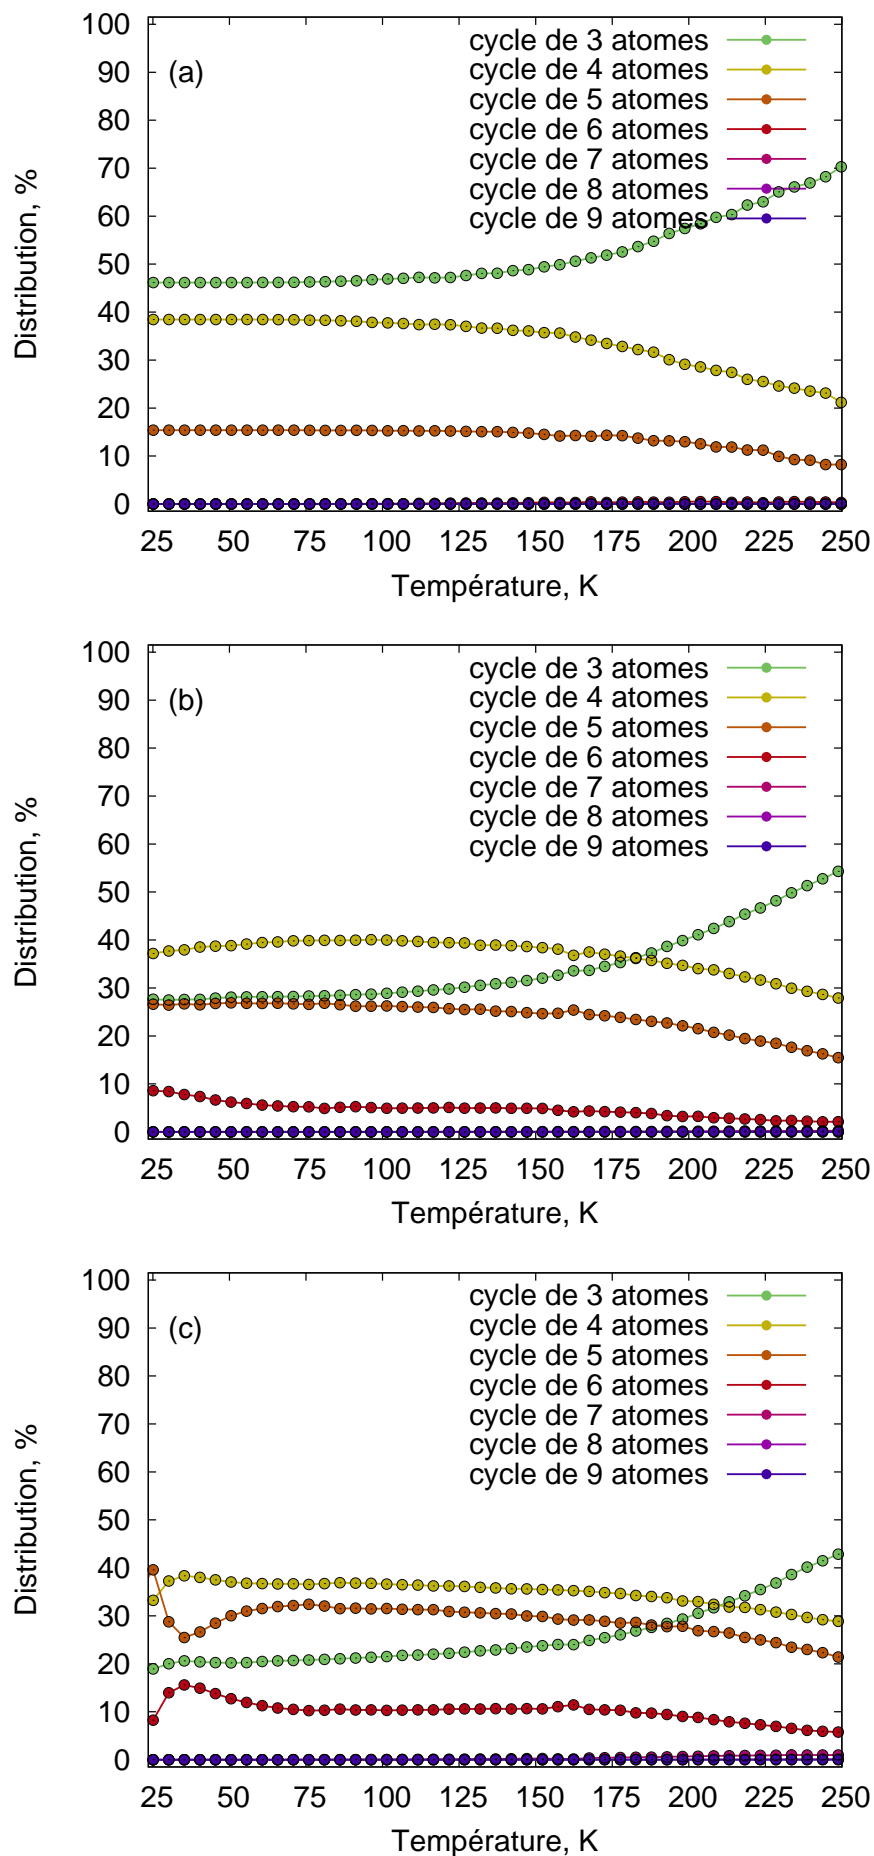 100
90
80
70
60
50
40
30
20
10
0
Distribution, %
(a)
cycle de 3 atomes
cycle de 4 atomes
cycle de 5 atomes
cycle de 6 atomes
cycle de 7 atomes
cycle de 8 atomes
cycle de 9 atomes
25 50 75 100 125 150 175 200 225 250
Température, K
100
90
80
70
60
50
40
30
20
10
0
Distribution, %
(b)
cycle de 3 atomes
cycle de 4 atomes
cycle de 5 atomes
cycle de 6 atomes
cycle de 7 atomes
cycle de 8 atomes
cycle de 9 atomes
25 50 75 100 125 150 175 200 225 250
Température, K
100
90
80
70
60
50
40
30
20
10
0
Distribution, %
(c)
cycle de 3 atomes
cycle de 4 atomes
cycle de 5 atomes
cycle de 6 atomes
cycle de 7 atomes
cycle de 8 atomes
cycle de 9 atomes
25 50 75 100 125 150 175 200 225 250
Température, K